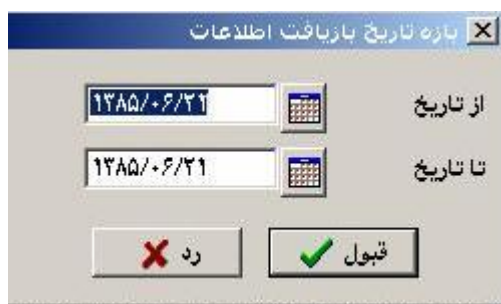 بازه تاریخ بازیافت اطلاعات
از تاریخ
۱۳۸۵/۰۶/۲۱
تا تاریخ
۱۳۸۵/۰۶/۲۱
قبول
رد